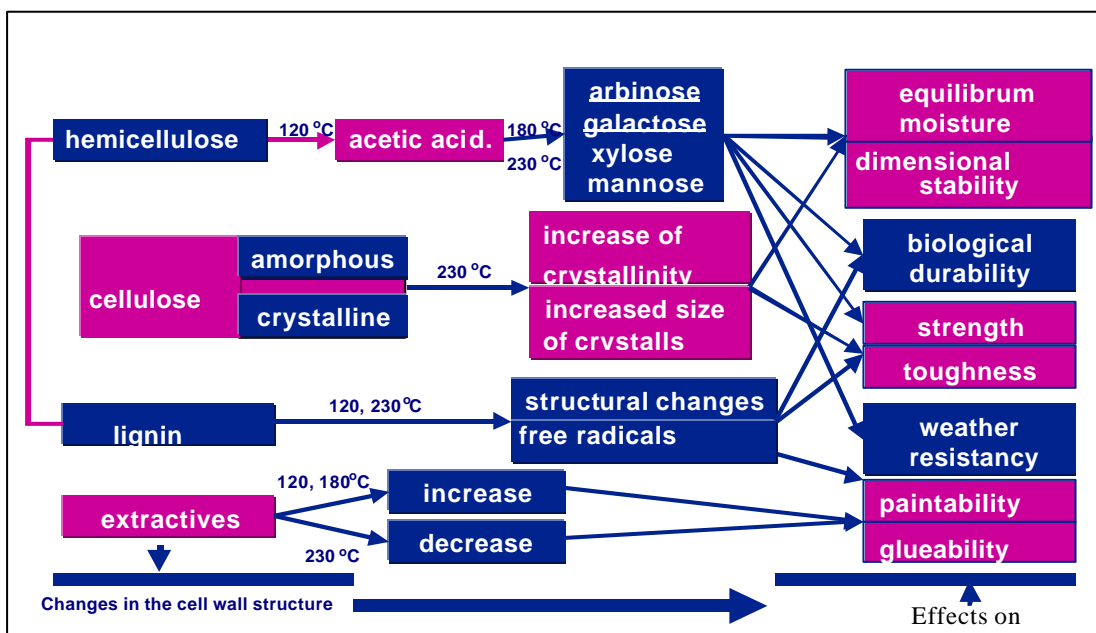 hemicellulose
120 °C
acetic acid.
180 °C
230 °C
arbinose
galactose
xylose
mannose
equilibrum
moisture
dimensional
stability
cellulose
amorphous
crystalline
230 °C
increase of
crystallinity
increased size
of crystalls
biological
durability
strength
toughness
lignin
120, 230°C
structural changes
free radicals
weather
resistancy
extractives
120, 180°C
230 °C
increase
decrease
paintability
glueability
Changes in the cell wall structure
Effects on